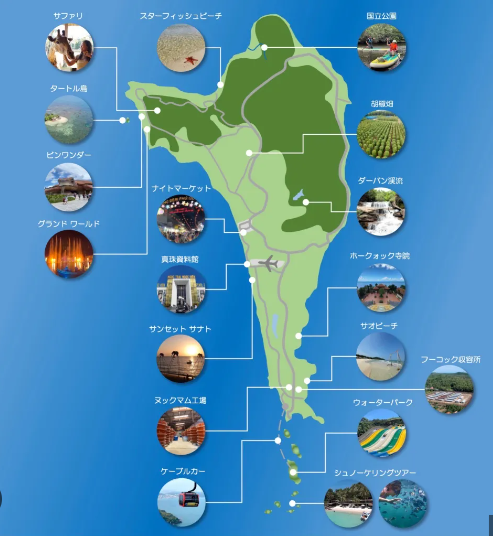 サファリ
スターフィッシュビーチ
国立公園
タートル島
胡椒畑
ビンワンダー
ナイトマーケット
ダーバン渓流
グランド ワールド
真珠資料館
ホークォック寺院
サンセット サナト
サオビーチ
フーコック収容所
ヌックマム工場
ウォーターパーク
ケーブルカー
シュノーケリングツアー